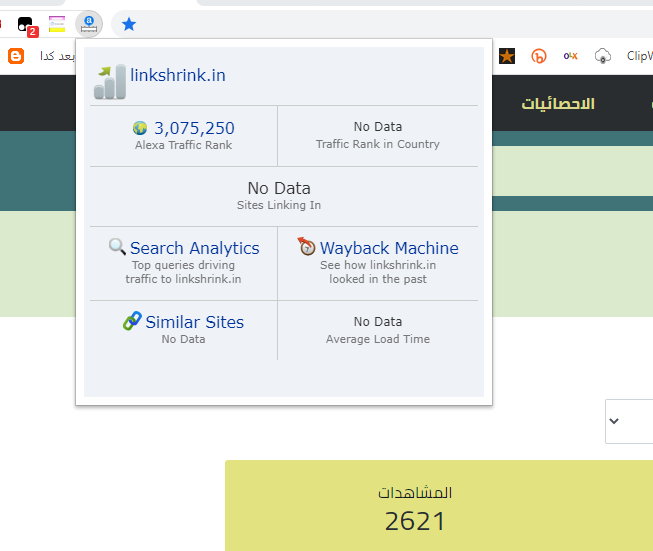 2
بعد كدا
OLX
ClipW
linkshrink.in
الاحصائيات
3,075,250
Alexa Traffic Rank
No Data
Traffic Rank in Country
No Data
Sites Linking In
Search Analytics
Top queries driving
traffic to linkshrink.in
Wayback Machine
See how linkshrink.in
looked in the past
Similar Sites
No Data
No Data
Average Load Time
المشاهدات
2621